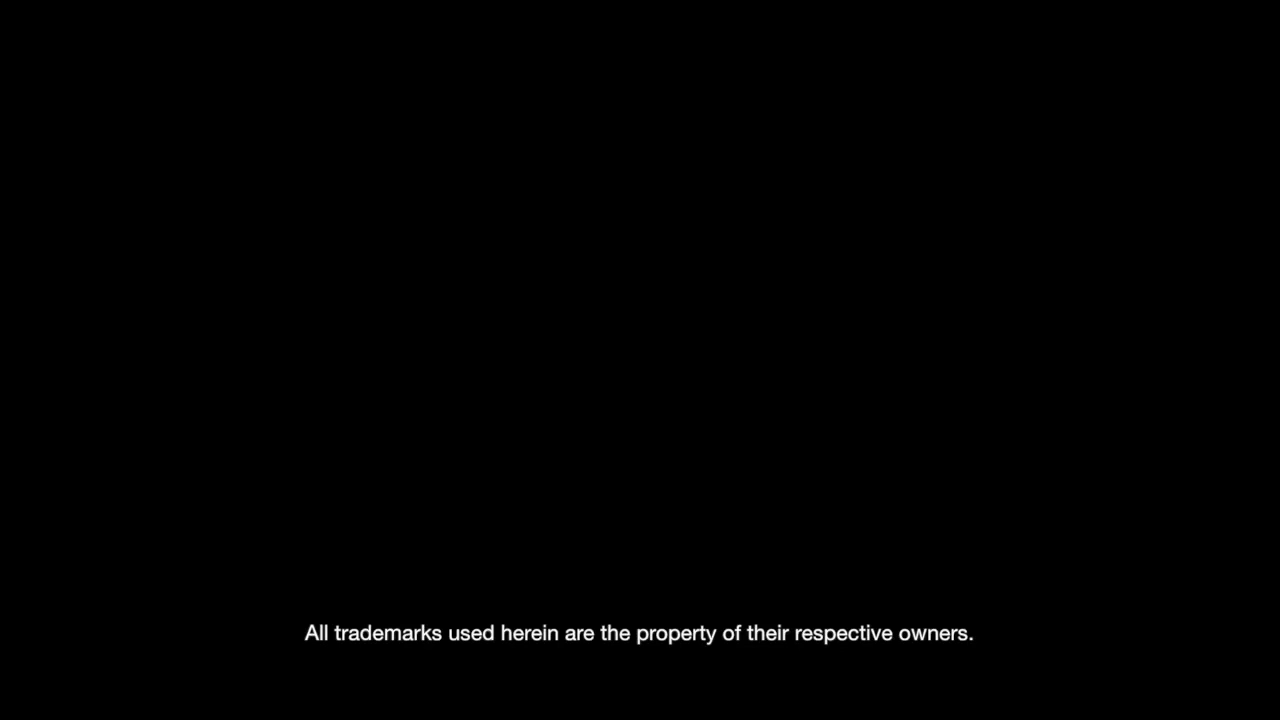 All trademarks used herein are the property of their respective owners.